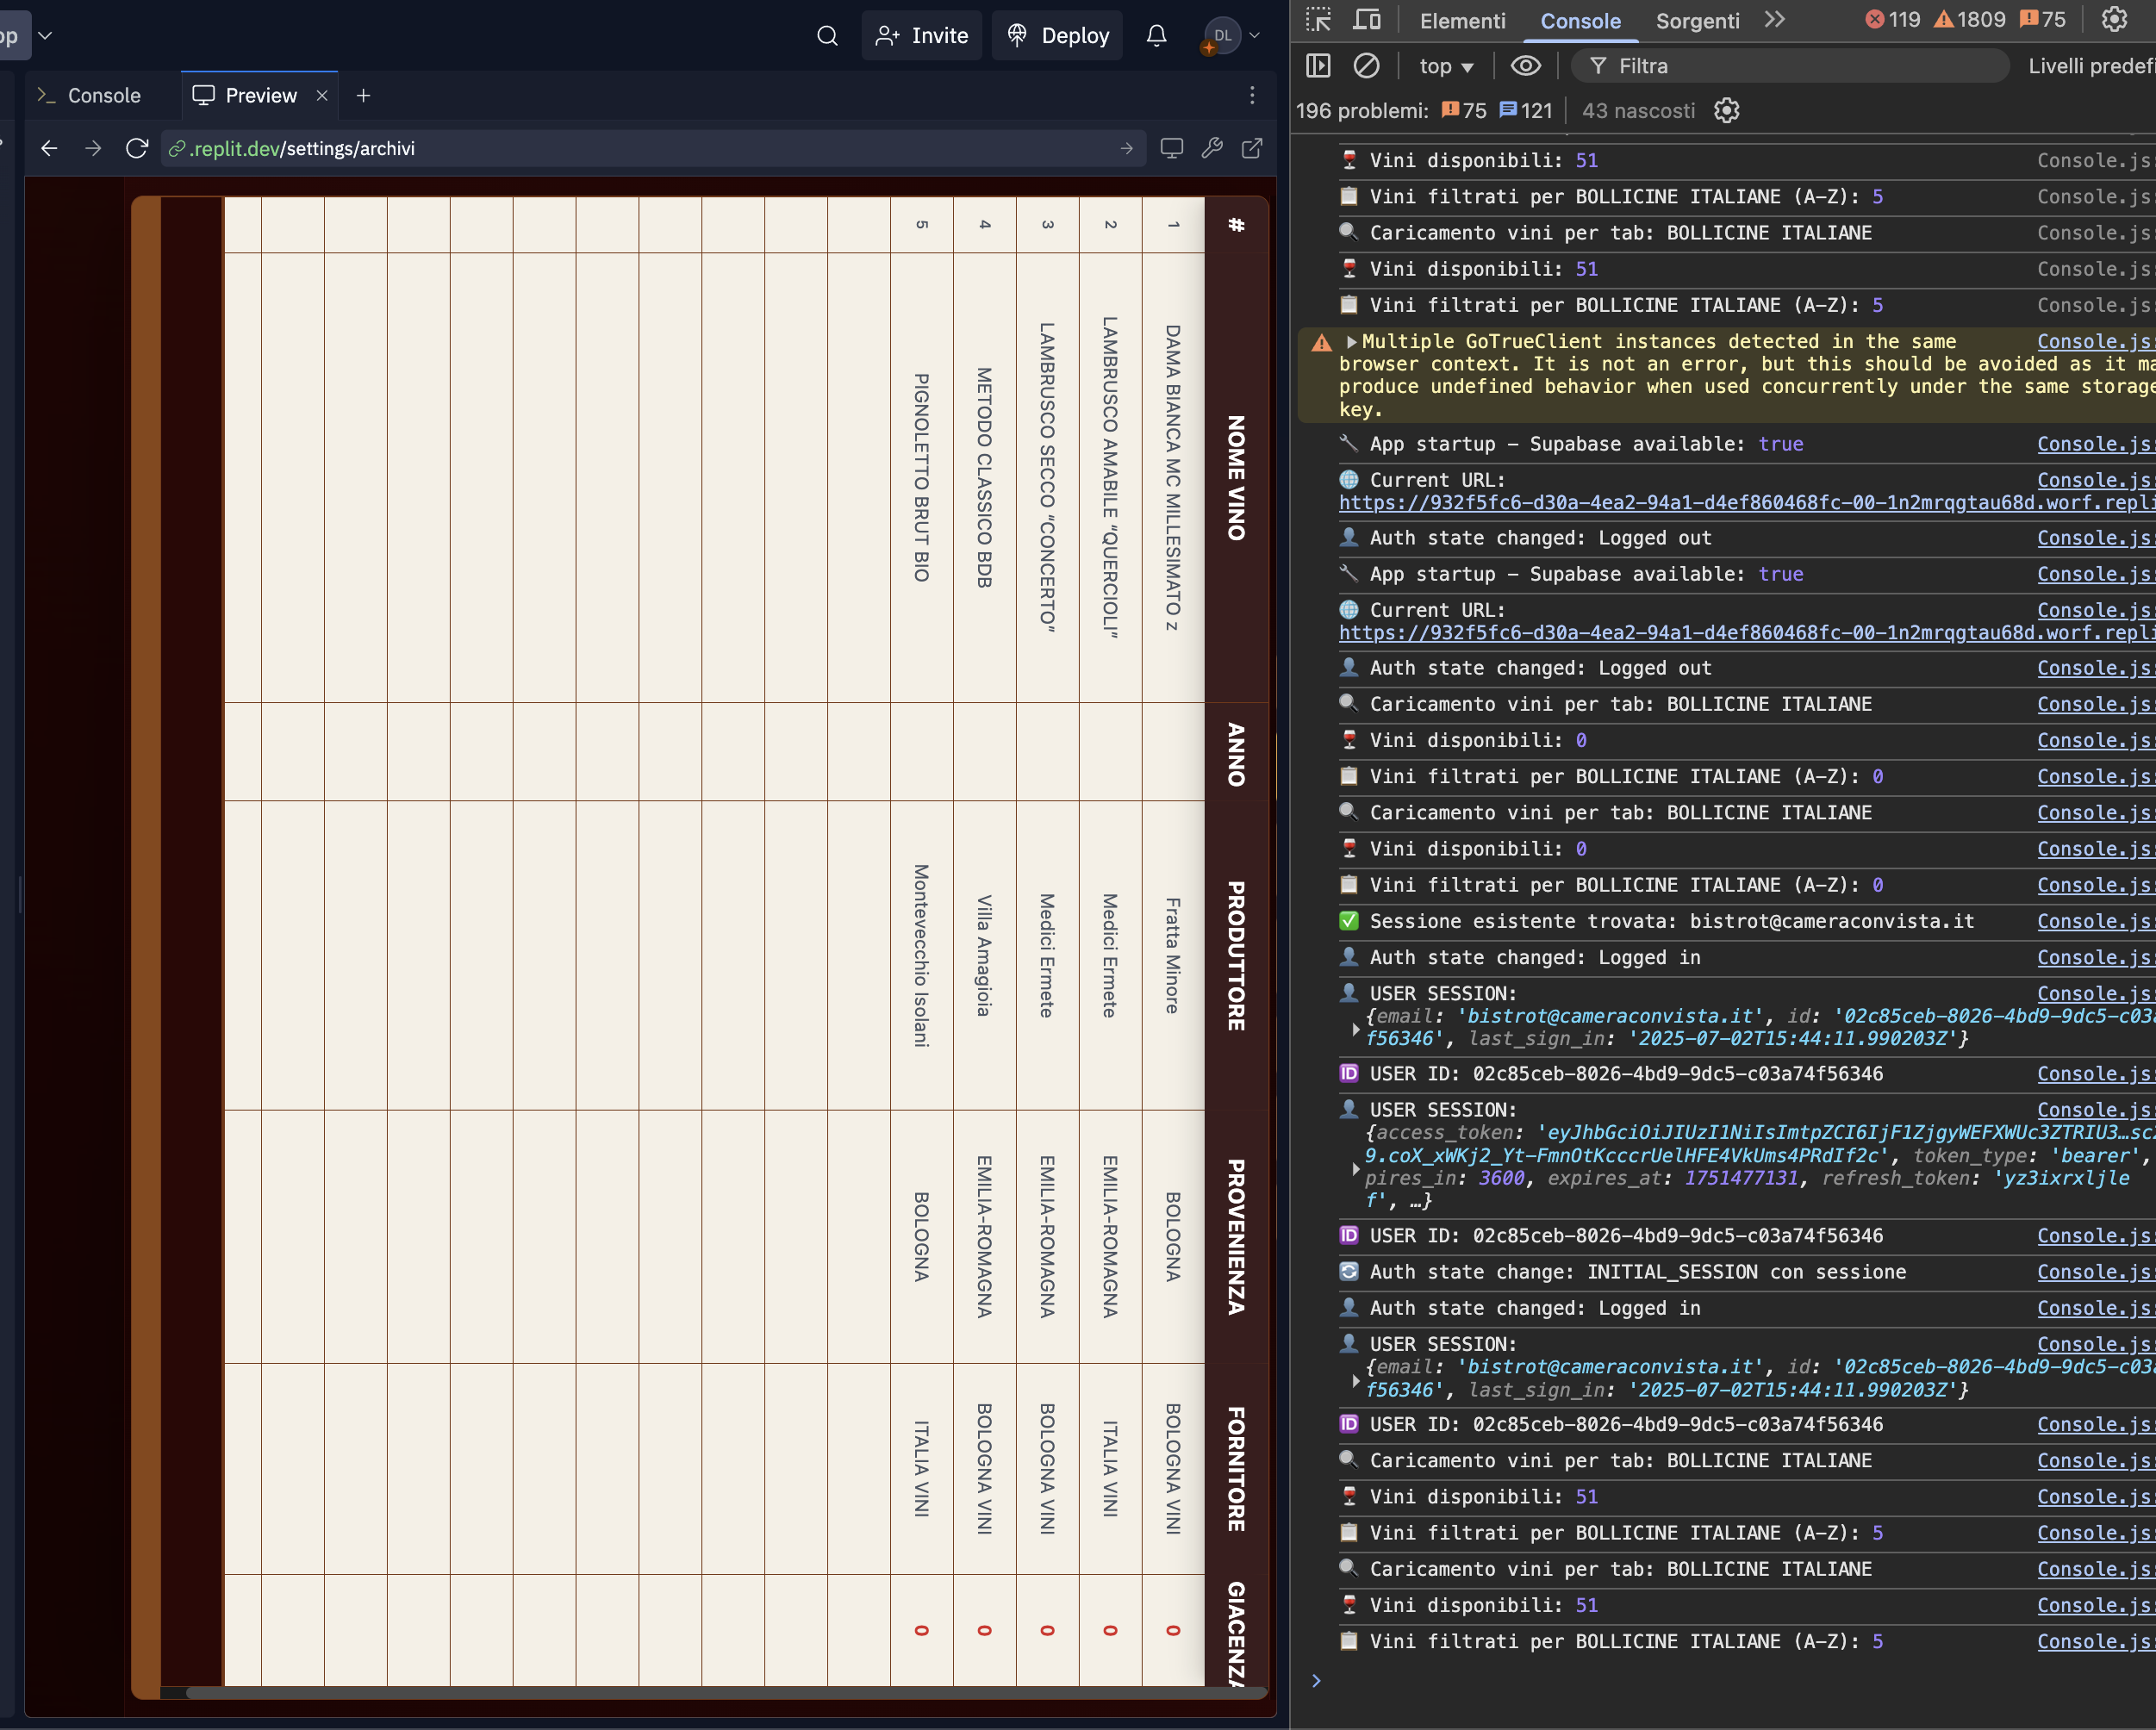 op
Invite
Deploy
DL
Console
Preview
.replit.dev/settings/archivi
# NOME VINO ANNO PRODUTTORE PROVENIENZA FORNITORE GIACENZA
1 DAMA BIANCA MC MILLESIMATO z Fratta Minore BOLOGNA BOLOGNA VINI 0
2 LAMBRUSCO AMABILE "QUERCIOLI" Medici Ermete EMILIA-ROMAGNA ITALIA VINI 0
3 LAMBRUSCO SECCO "CONCERTO" Medici Ermete EMILIA-ROMAGNA BOLOGNA VINI 0
4 METODO CLASSICO BDB Villa Amagioia EMILIA-ROMAGNA BOLOGNA VINI 0
5 PIGNOLETTO BRUT BIO Montevecchio Isolani BOLOGNA ITALIA VINI 0
Elementi Console Sorgenti 119 1809 75
top Filtra Livelli predefi
196 problemi: 75 121 43 nascosti
Vini disponibili: 51 Console.js:
Vini filtrati per BOLLICINE ITALIANE (A-Z): 5 Console.js:
Caricamento vini per tab: BOLLICINE ITALIANE Console.js:
Vini disponibili: 51 Console.js:
Vini filtrati per BOLLICINE ITALIANE (A-Z): 5 Console.js:
Multiple GoTrueClient instances detected in the same Console.js:
browser context. It is not an error, but this should be avoided as it ma
produce undefined behavior when used concurrently under the same storage
key.
App startup - Supabase available: true Console.js:
Current URL: Console.js:
https://932f5fc6-d30a-4ea2-94a1-d4ef860468fc-00-1n2mrqgtau68d.worf.repli
Auth state changed: Logged out Console.js:
App startup - Supabase available: true Console.js:
Current URL: Console.js:
https://932f5fc6-d30a-4ea2-94a1-d4ef860468fc-00-1n2mrqgtau68d.worf.repli
Auth state changed: Logged out Console.js:
Caricamento vini per tab: BOLLICINE ITALIANE Console.js:
Vini disponibili: 0 Console.js:
Vini filtrati per BOLLICINE ITALIANE (A-Z): 0 Console.js:
Caricamento vini per tab: BOLLICINE ITALIANE Console.js:
Vini disponibili: 0 Console.js:
Vini filtrati per BOLLICINE ITALIANE (A-Z): 0 Console.js:
Sessione esistente trovata: bistrot@cameraconvista.it Console.js:
Auth state changed: Logged in Console.js:
USER SESSION: Console.js:
{email: 'bistrot@cameraconvista.it', id: '02c85ceb-8026-4bd9-9dc5-c03a
f56346', last_sign_in: '2025-07-02T15:44:11.990203Z'}
ID USER ID: 02c85ceb-8026-4bd9-9dc5-c03a74f56346 Console.js:
USER SESSION: Console.js:
{access_token: 'eyJhbGciOiJIUzI1NiIsImtpZCI6IjF1ZjgyWEFXWUc3ZTRIU3…scI
9.coX_xWKj2_Yt-FmnOtKcccrUelHFE4VkUms4PRdIf2c', token_type: 'bearer',
pires_in: 3600, expires_at: 1751477131, refresh_token: 'yz3ixrxljle
f', …}
ID USER ID: 02c85ceb-8026-4bd9-9dc5-c03a74f56346 Console.js:
Auth state change: INITIAL_SESSION con sessione Console.js:
Auth state changed: Logged in Console.js:
USER SESSION: Console.js:
{email: 'bistrot@cameraconvista.it', id: '02c85ceb-8026-4bd9-9dc5-c03a
f56346', last_sign_in: '2025-07-02T15:44:11.990203Z'}
ID USER ID: 02c85ceb-8026-4bd9-9dc5-c03a74f56346 Console.js:
Caricamento vini per tab: BOLLICINE ITALIANE Console.js:
Vini disponibili: 51 Console.js:
Vini filtrati per BOLLICINE ITALIANE (A-Z): 5 Console.js:
Caricamento vini per tab: BOLLICINE ITALIANE Console.js:
Vini disponibili: 51 Console.js:
Vini filtrati per BOLLICINE ITALIANE (A-Z): 5 Console.js: